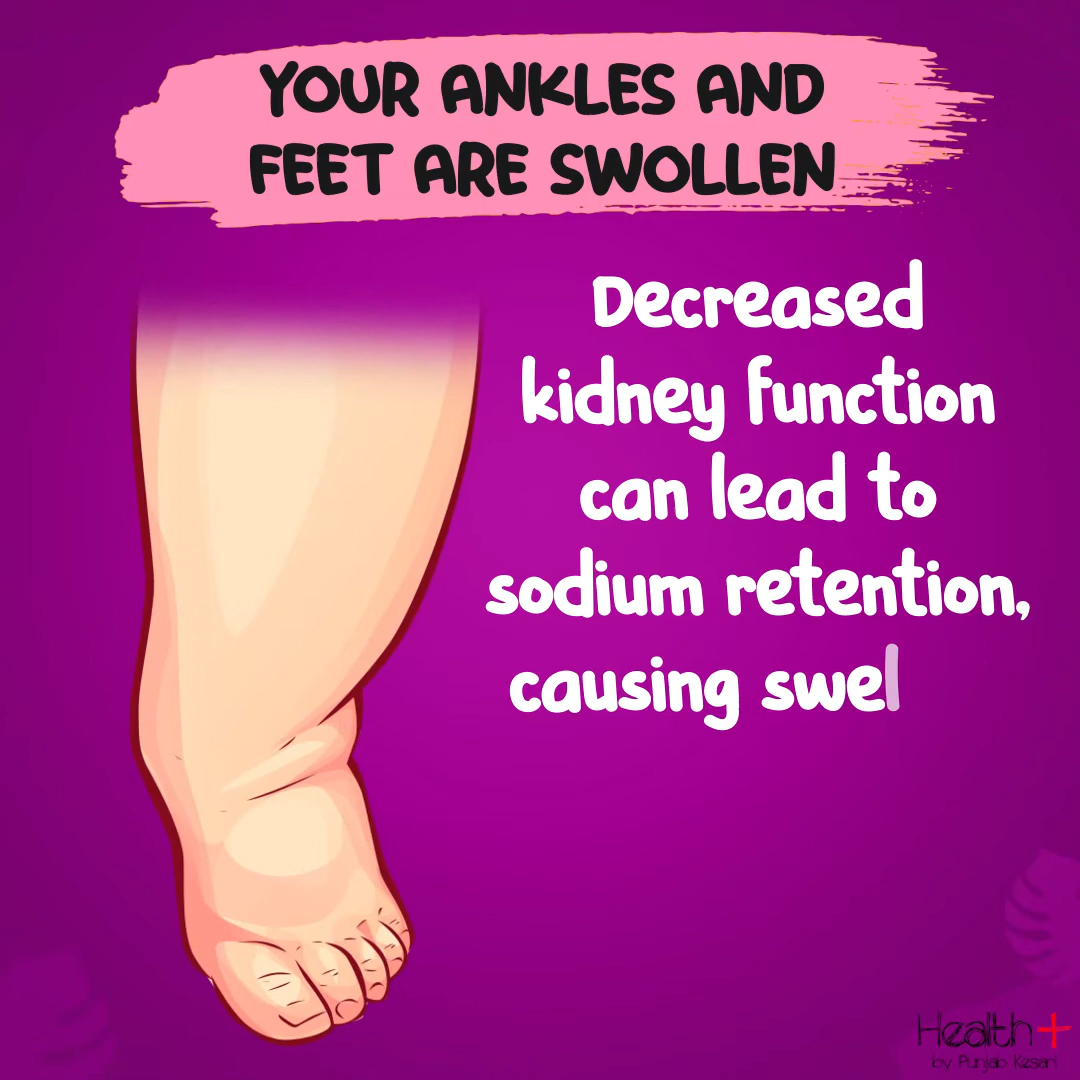 YOUR ANKLES AND
FEET ARE SWOLLEN
Decreased
kidney function
can lead to
sodium retention,
causing swel
Health+
by Punjab Kesari